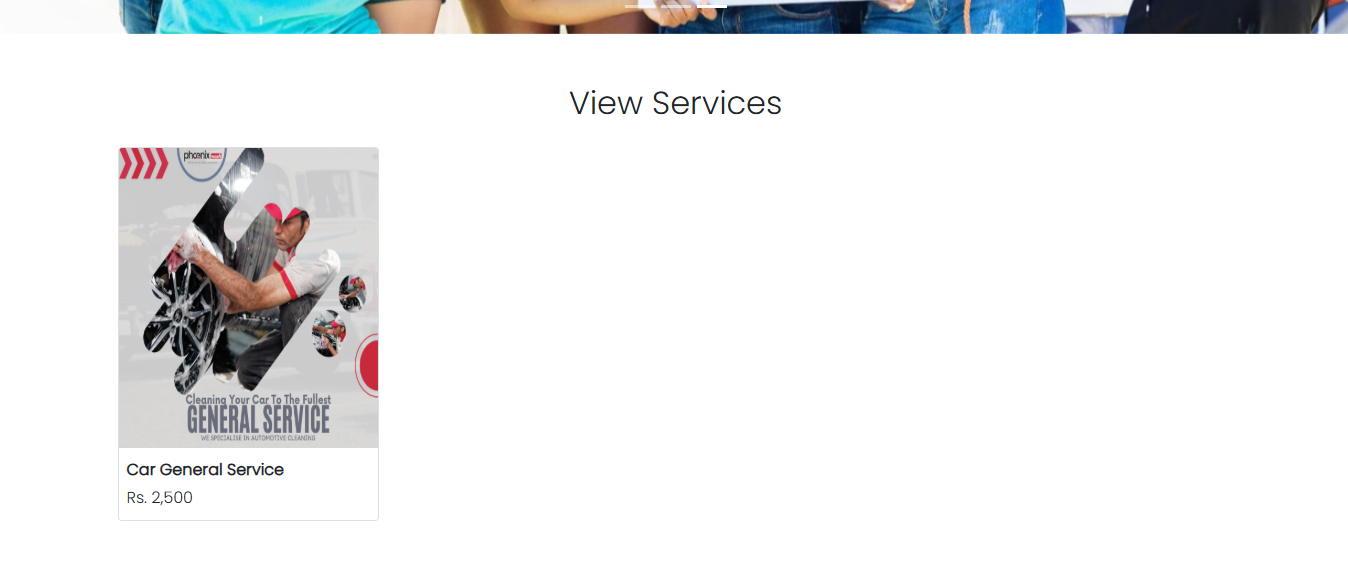 View Services
phoenix
Cleaning Your Car To The Fullest
GENERAL SERVICE
WE SPECIALISE IN AUTOMOTIVE CLEANING
Car General Service
Rs. 2,500